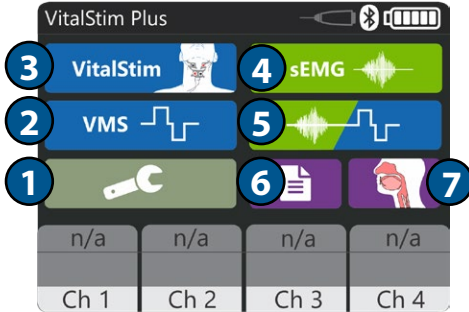 VitalStim Plus
3 VitalStim
4 sEMG
2 VMS
5
1
6
7
n/a n/a n/a n/a
Ch 1 Ch 2 Ch 3 Ch 4